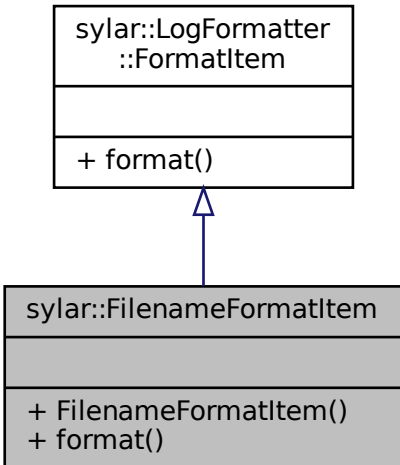 sylar::LogFormatter
::FormatItem
+ format()
sylar::FilenameFormatItem
+ FilenameFormatItem()
+ format()